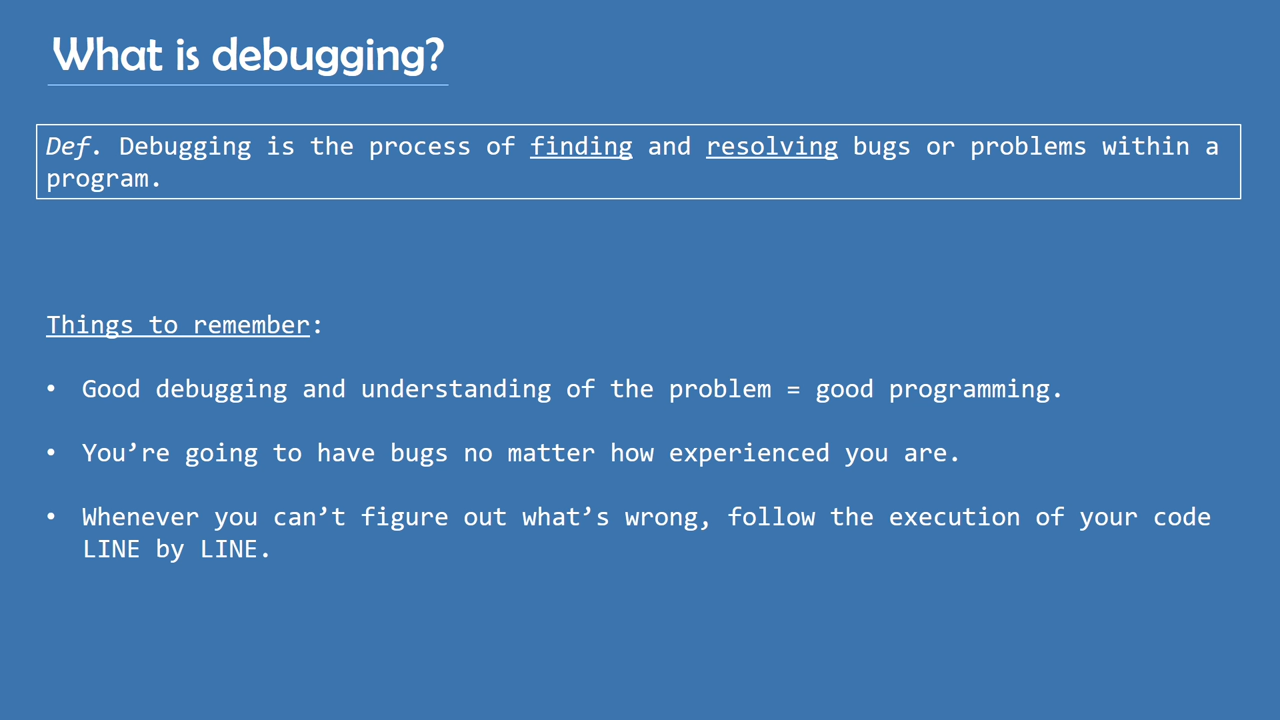 What is debugging?
Def. Debugging is the process of finding and resolving bugs or problems within a
program.
Things to remember:
• Good debugging and understanding of the problem = good programming.
• You’re going to have bugs no matter how experienced you are.
• Whenever you can’t figure out what’s wrong, follow the execution of your code
LINE by LINE.